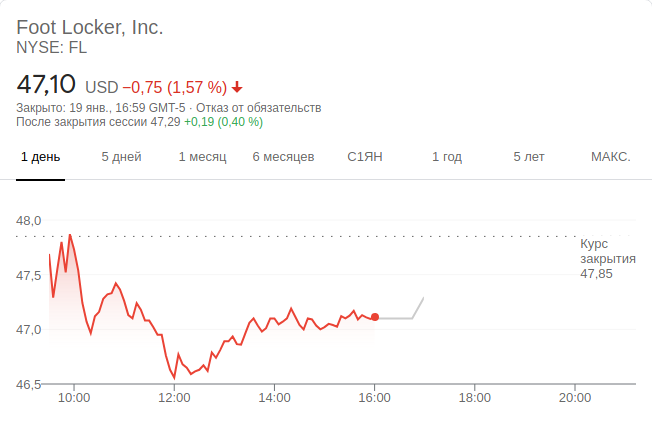 Foot Locker, Inc.
NYSE: FL
47,10 USD −0,75 (1,57 %)
Закрыто: 19 янв., 16:59 GMT-5 · Отказ от обязательств
После закрытия сессии 47,29 +0,19 (0,40 %)
1 день 5 дней 1 месяц 6 месяцев С1ЯН 1 год 5 лет МАКС.
48,0
Курс
закрытия
47,85
47,5
47,0
46,5
10:00 12:00 14:00 16:00 18:00 20:00